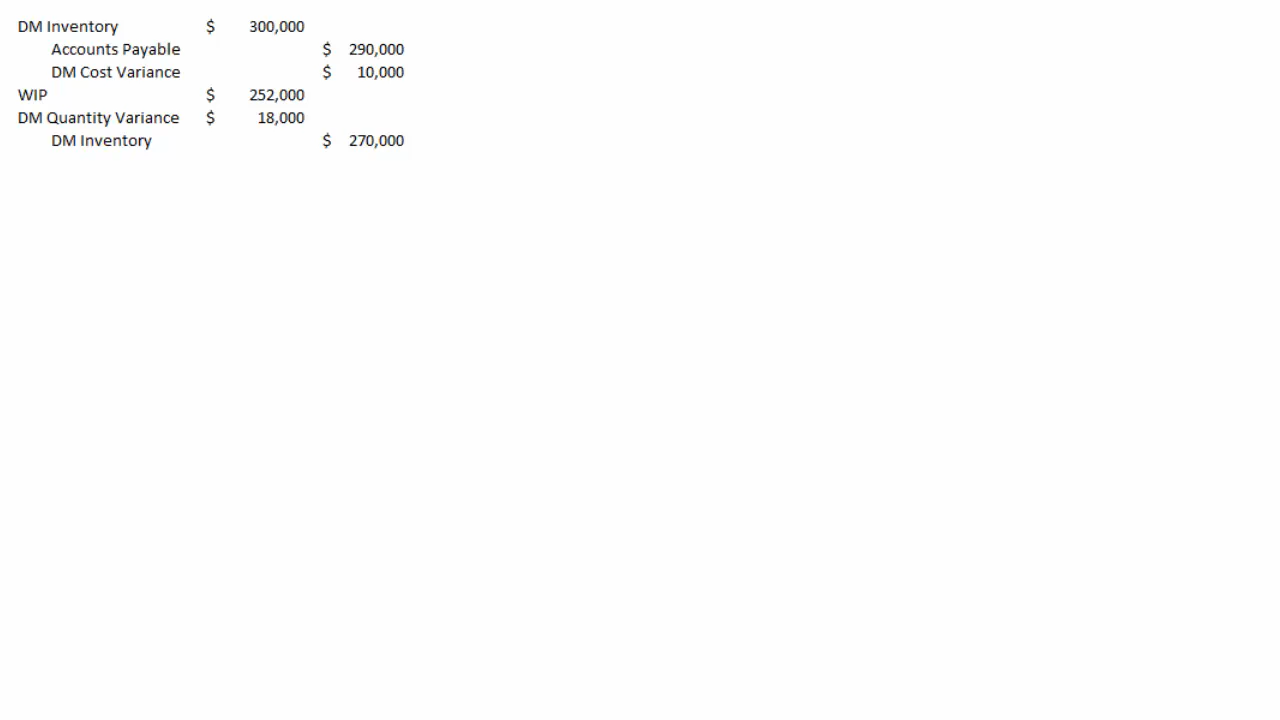 DM Inventory $ 300,000
Accounts Payable $ 290,000
DM Cost Variance $ 10,000
WIP $ 252,000
DM Quantity Variance $ 18,000
DM Inventory $ 270,000